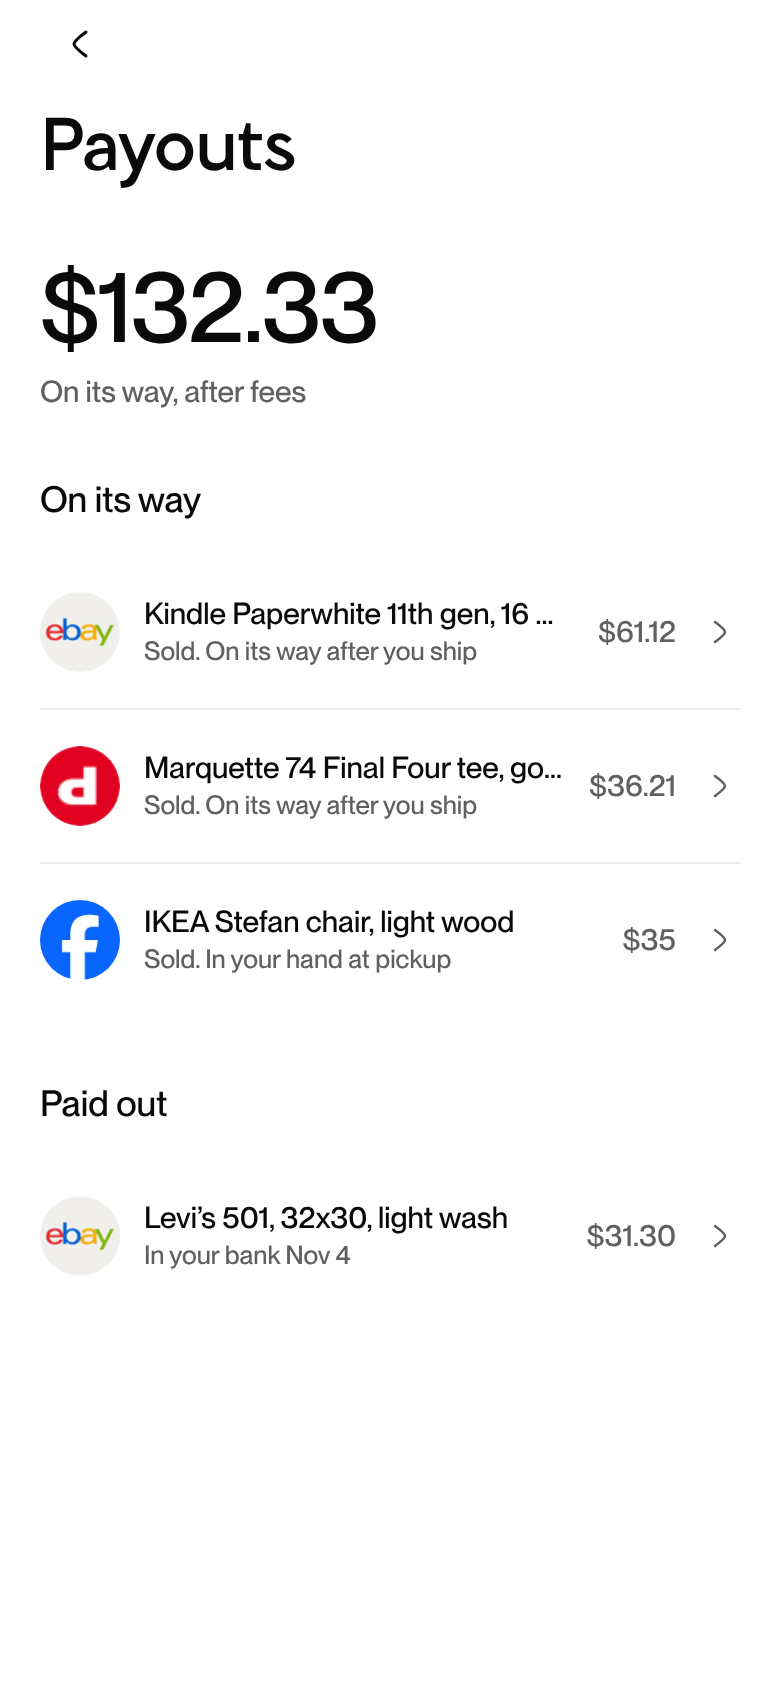 Payouts
$132.33
On its way, after fees
On its way
ebay
Kindle Paperwhite 11th gen, 16 ...
$61.12
Sold. On its way after you ship
d
Marquette 74 Final Four tee, go...
$36.21
Sold. On its way after you ship
f
IKEA Stefan chair, light wood
$35
Sold. In your hand at pickup
Paid out
ebay
Levi’s 501, 32x30, light wash
$31.30
In your bank Nov 4